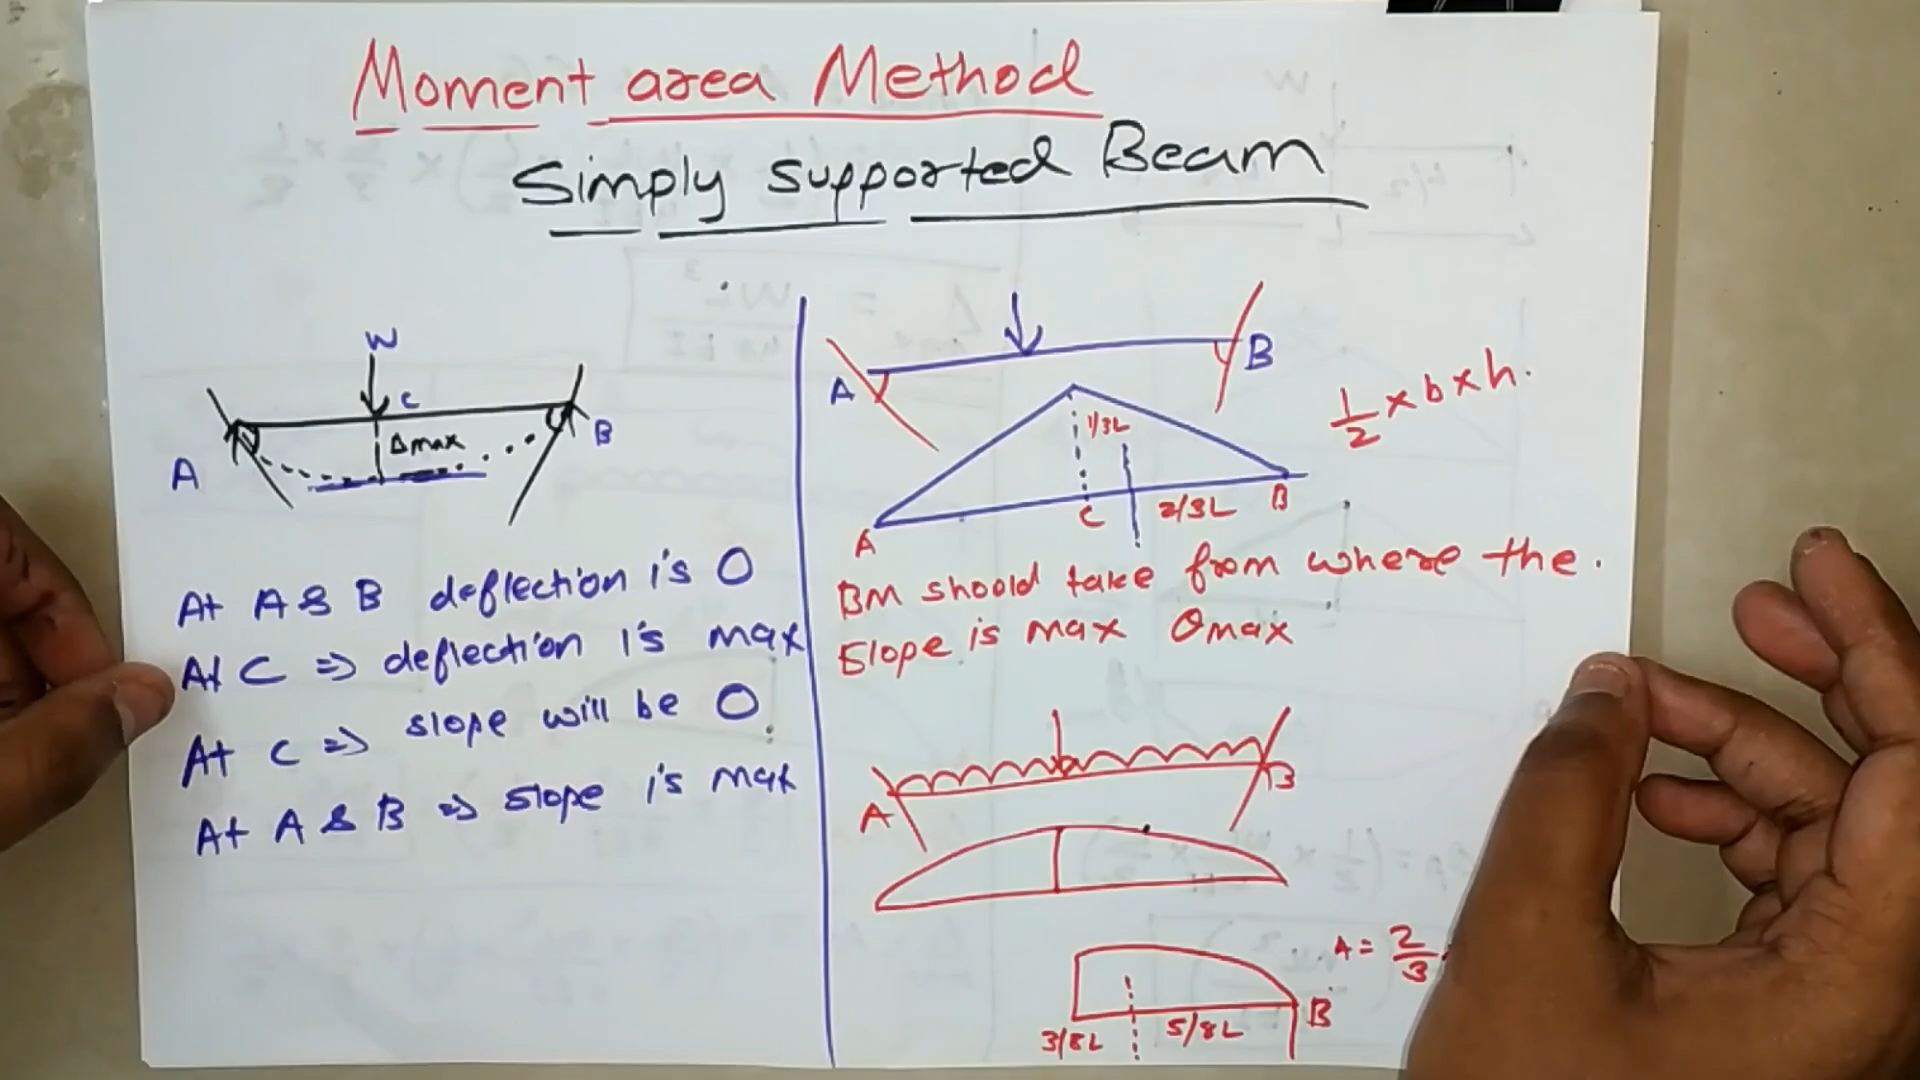 Moment area Method
Simply supported Beam
W
C
Δmax
A
B
At A & B deflection is 0
At C => deflection is max
At C => slope will be 0
At A & B => slope is max
A
B
1/2 × b × h.
1/3L
A
C
2/3L
B
BM should take from where the.
Slope is max θmax
A
B
A = 2/3
B
3/8L
5/8L